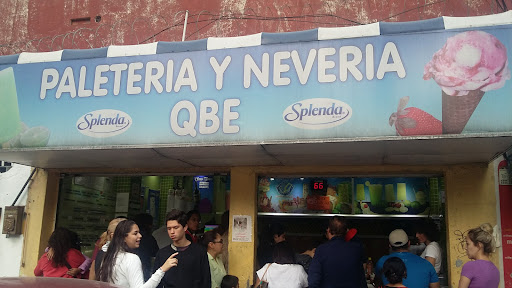 PALETERIA Y NEVERIA
QBE
Splenda
Splenda
66